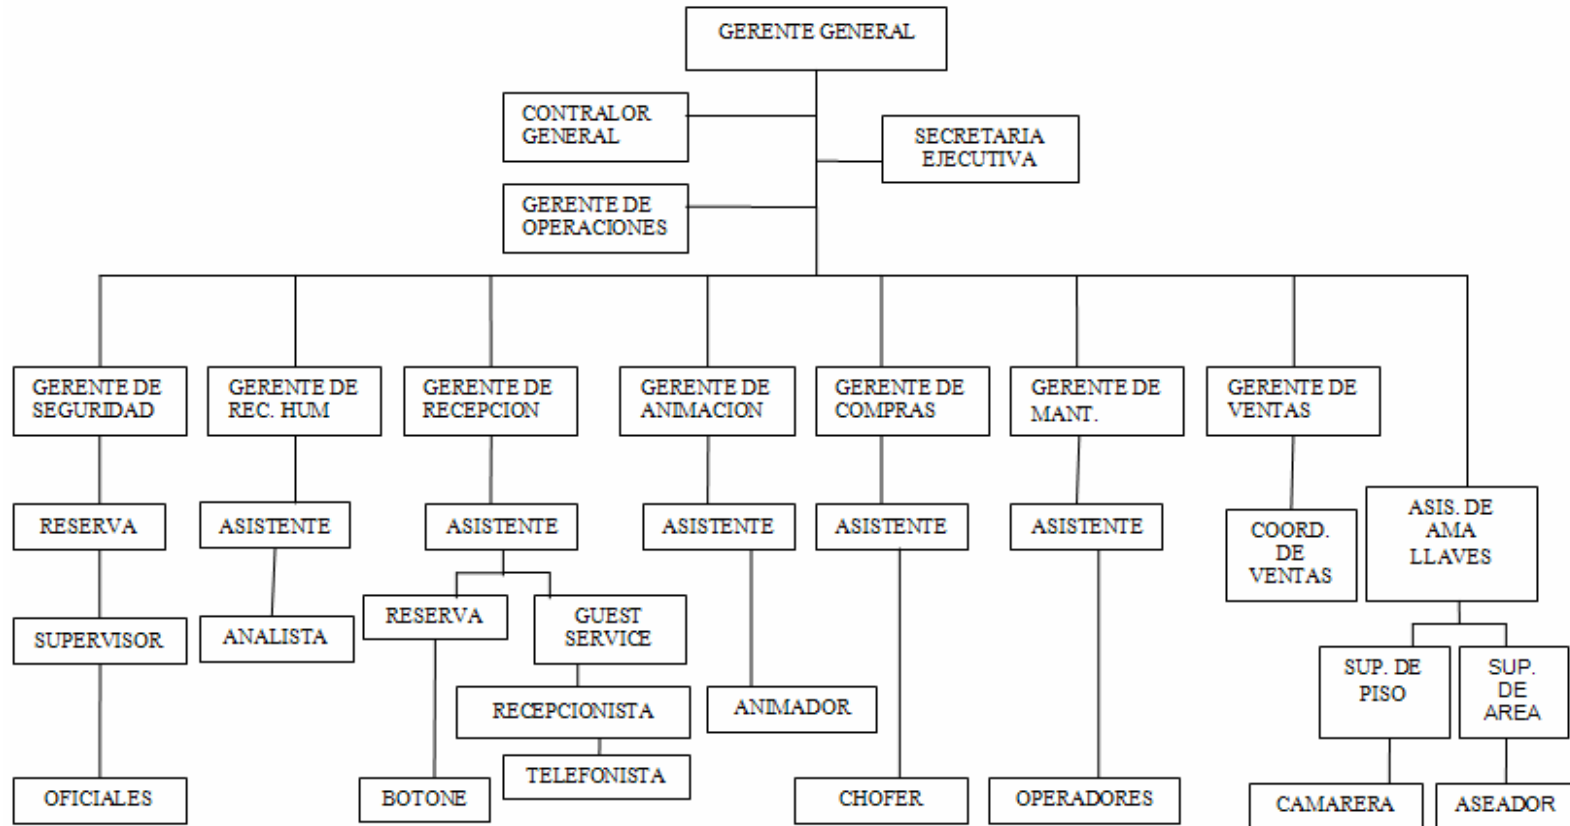 GERENTE GENERAL
CONTRALOR
GENERAL
SECRETARIA
EJECUTIVA
GERENTE DE
OPERACIONES
GERENTE DE
SEGURIDAD
GERENTE DE
REC. HUM
GERENTE DE
RECEPCION
GERENTE DE
ANIMACION
GERENTE DE
COMPRAS
GERENTE DE
MANT.
GERENTE DE
VENTAS
RESERVA
ASISTENTE
ASISTENTE
ASISTENTE
ASISTENTE
ASISTENTE
COORD.
DE
VENTAS
ASIS. DE
AMA
LLAVES
SUPERVISOR
ANALISTA
RESERVA
GUEST
SERVICE
SUP. DE
PISO
SUP.
DE
AREA
RECEPCIONISTA
ANIMADOR
TELEFONISTA
OFICIALES
BOTONE
CHOFER
OPERADORES
CAMARERA
ASEADOR